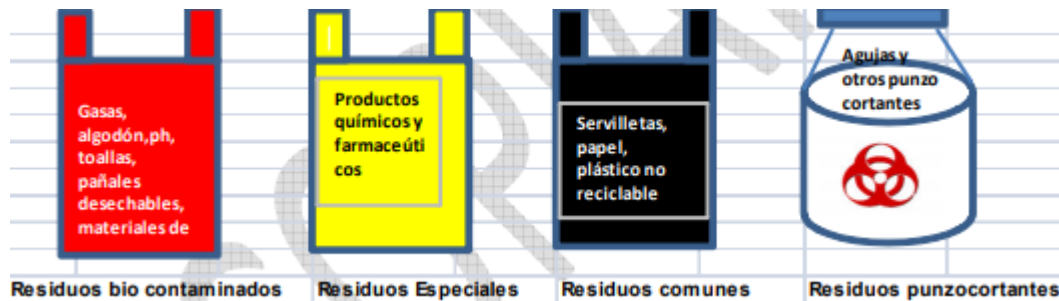 Gasas,
algodón,ph,
toallas,
pañales
desechables,
materiales de
Productos
químicos y
farmaceúti
cos
Servilletas,
papel,
plástico no
reciclable
Agujas y
otros punzo
cortantes
Residuos bio contaminados
Residuos Especiales
Residuos comunes
Residuos punzocortantes